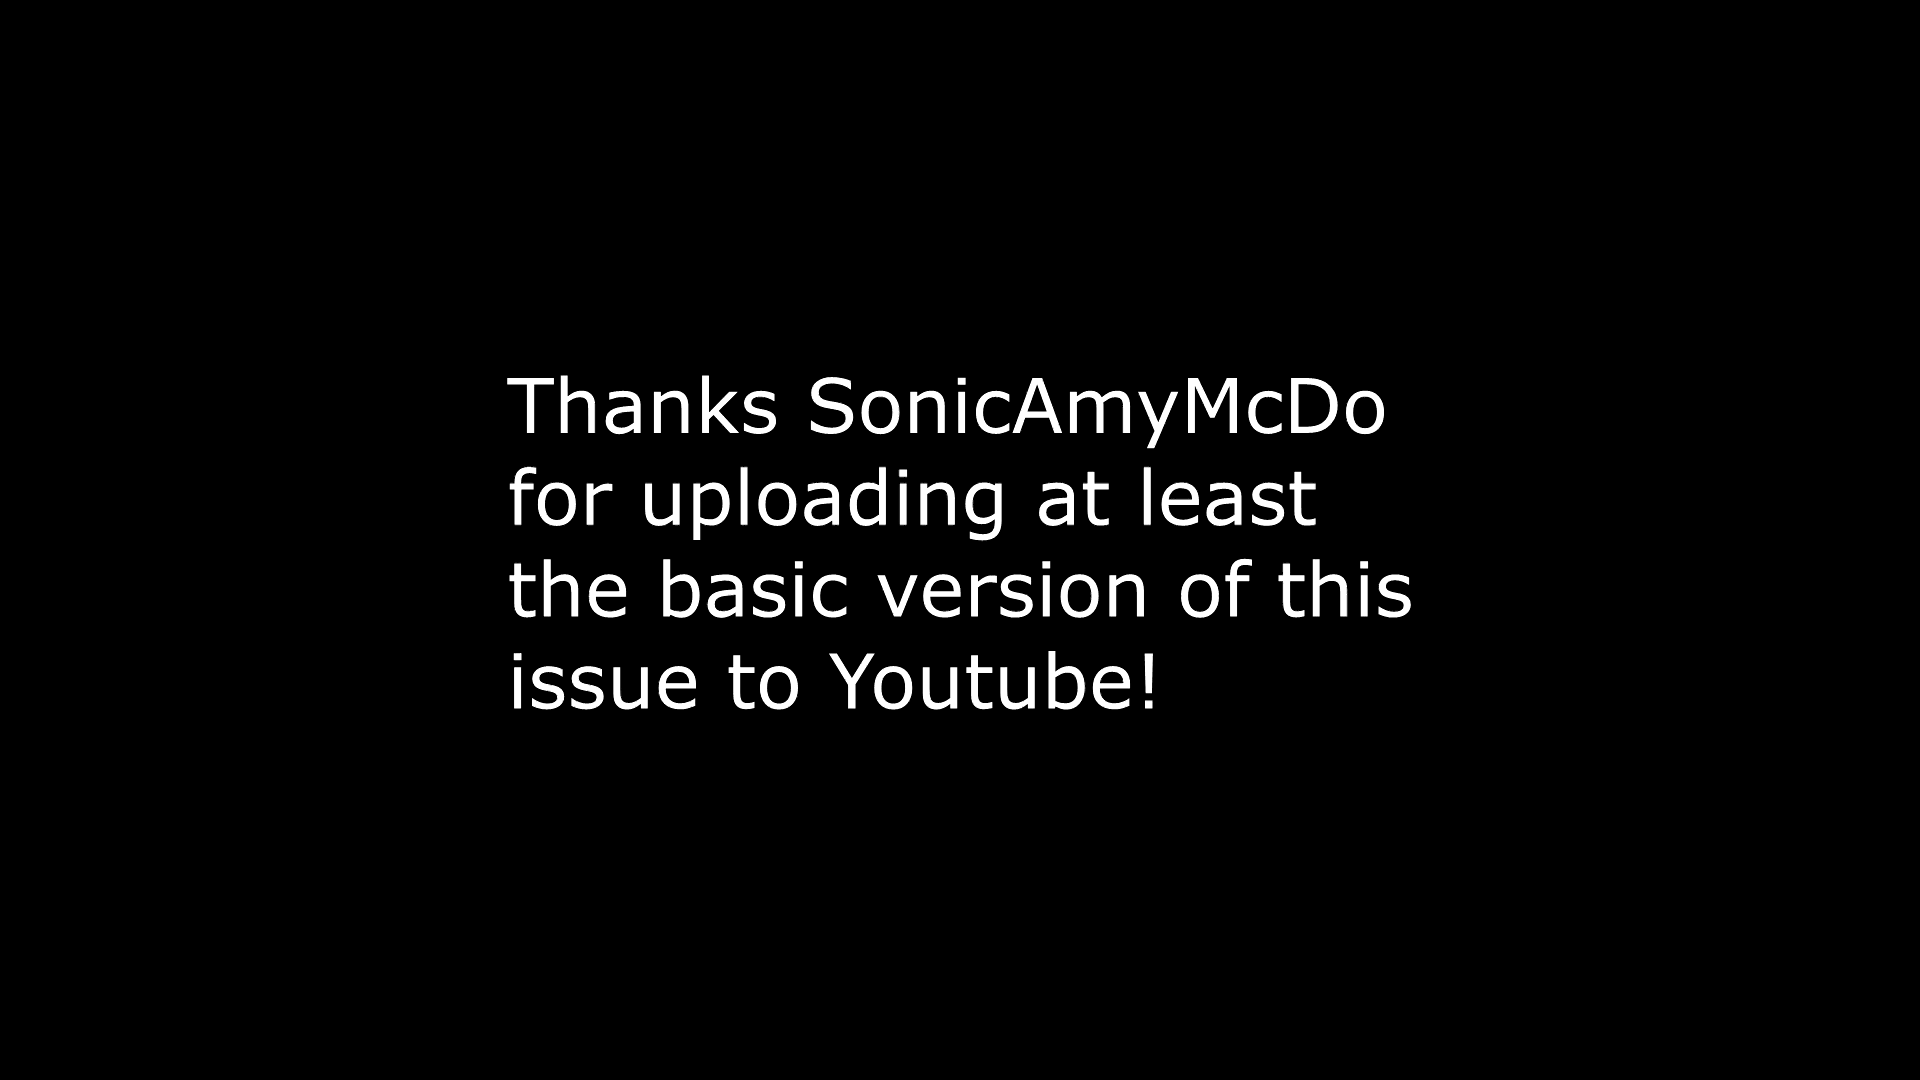 Thanks SonicAmyMcDo
for uploading at least
the basic version of this
issue to Youtube!